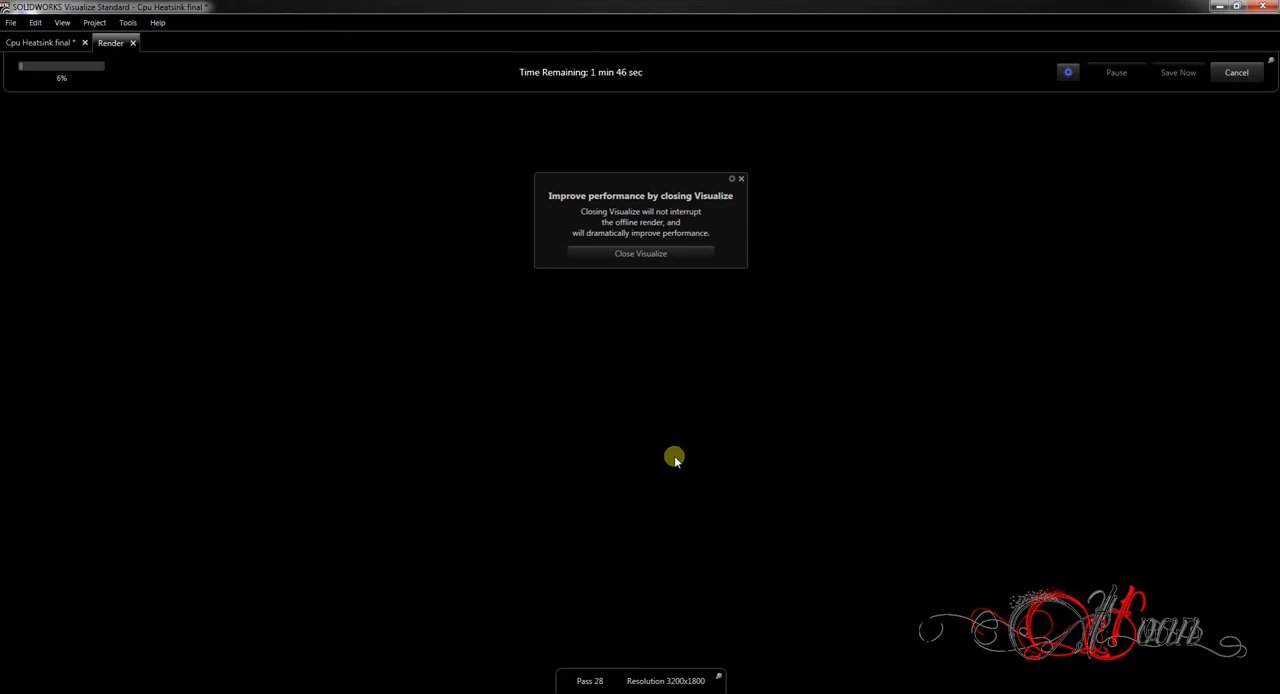 SOLIDWORKS Visualize Standard - Cpu Heatsink final *
File Edit View Project Tools Help
Cpu Heatsink final * Render
6%
Time Remaining: 1 min 46 sec
Pause Save Now Cancel
Improve performance by closing Visualize
Closing Visualize will not interrupt
the offline render, and
will dramatically improve performance.
Close Visualize
Pass 28 Resolution 3200x1800